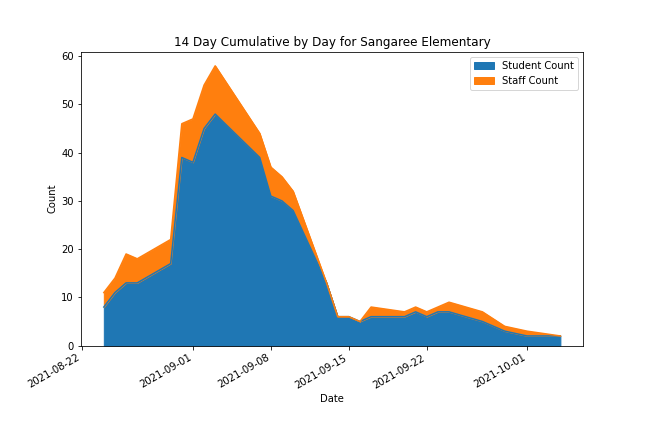 14 Day Cumulative by Day for Sangaree Elementary
Student Count
Staff Count
Count
60
50
40
30
20
10
0
2021-08-22
2021-09-01
2021-09-08
2021-09-15
2021-09-22
2021-10-01
Date